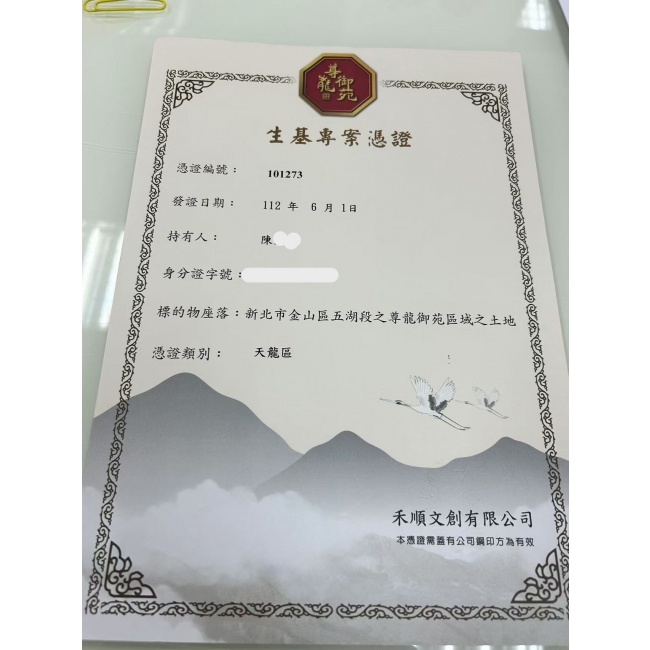 尊龍御苑
生基專案憑證
憑證編號： 101273
發證日期： 112 年 6 月 1日
持有人： 陳
身分證字號：
標的物座落：新北市金山區五湖段之尊龍御苑區域之土地
憑證類別： 天龍區
禾順文創有限公司
本憑證需蓋有公司鋼印方為有效